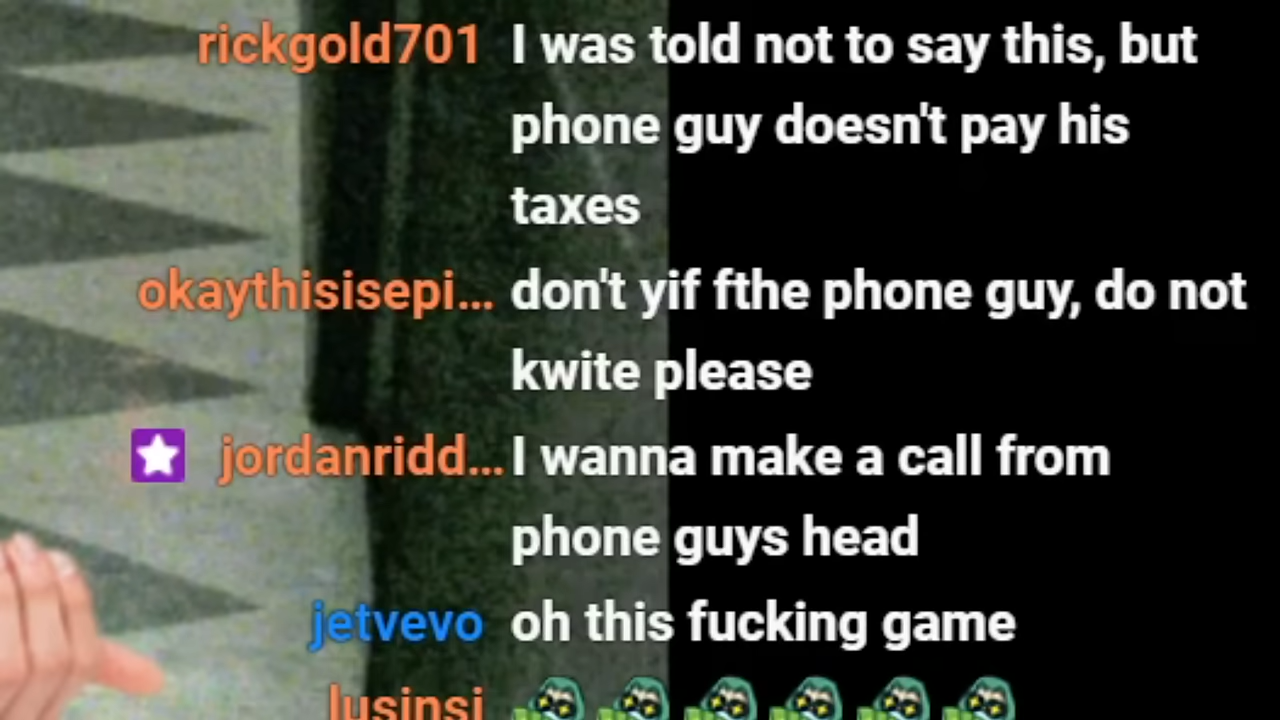 rickgold701 I was told not to say this, but
phone guy doesn't pay his
taxes
okaythisisepi... don't yif fthe phone guy, do not
kwite please
jordanridd... I wanna make a call from
phone guys head
jetvevo oh this fucking game
lusinsi